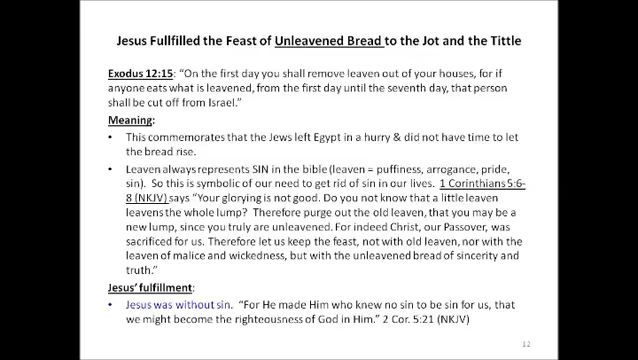 Jesus Fullfilled the Feast of Unleavened Bread to the Jot and the Tittle
Exodus 12:15: “On the first day you shall remove leaven out of your houses, for if
anyone eats what is leavened, from the first day until the seventh day, that person
shall be cut off from Israel.”
Meaning:
• This commemorates that the Jews left Egypt in a hurry & did not have time to let
the bread rise.
• Leaven always represents SIN in the bible (leaven = puffiness, arrogance, pride,
sin). So this is symbolic of our need to get rid of sin in our lives. 1 Corinthians 5:6-
8 (NKJV) says “Your glorying is not good. Do you not know that a little leaven
leavens the whole lump? Therefore purge out the old leaven, that you may be a
new lump, since you truly are unleavened. For indeed Christ, our Passover, was
sacrificed for us. Therefore let us keep the feast, not with old leaven, nor with the
leaven of malice and wickedness, but with the unleavened bread of sincerity and
truth.”
Jesus’ fulfillment:
• Jesus was without sin. “For He made Him who knew no sin to be sin for us, that
we might become the righteousness of God in Him.” 2 Cor. 5:21 (NKJV)
12